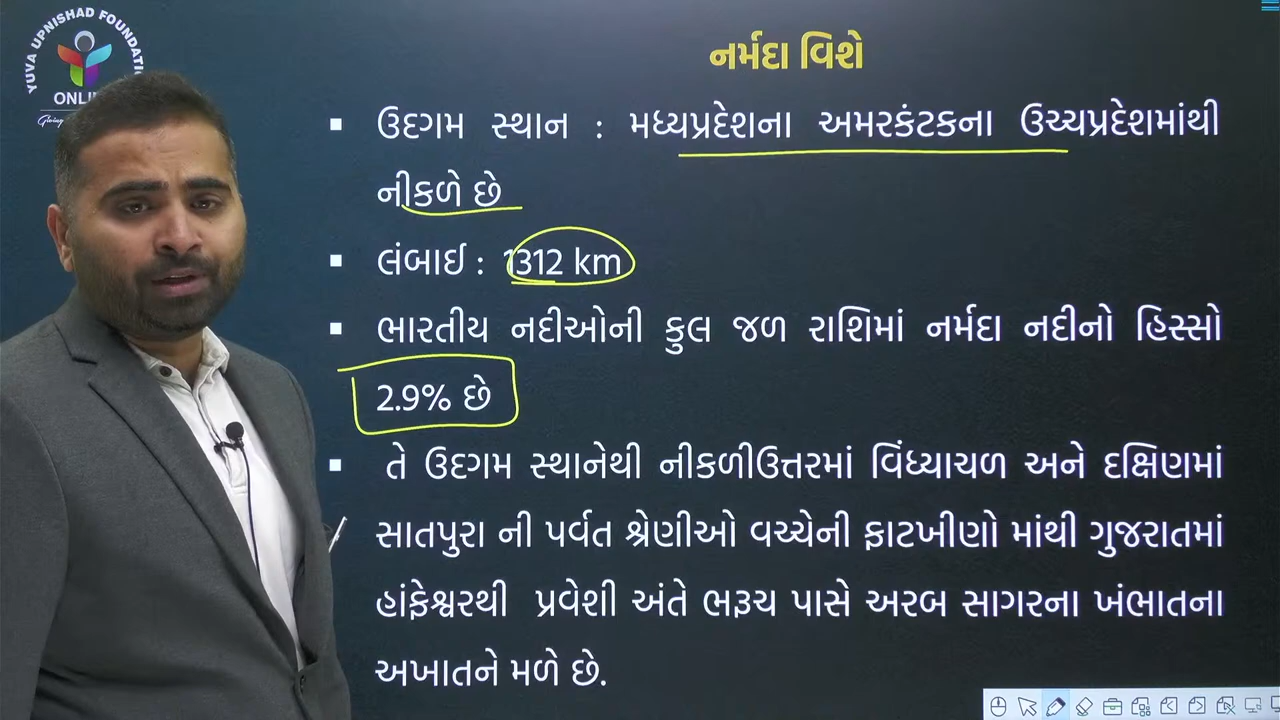 YUVA UPNISHAD FOUNDATIO
ONLI
નર્મદા વિશે
▪ ઉદગમ સ્થાન : મધ્યપ્રદેશના અમરકંટકના ઉચ્ચપ્રદેશમાંથી
નીકળે છે
▪ લંબાઈ : 1312 km
▪ ભારતીય નદીઓની કુલ જળ રાશિમાં નર્મદા નદીનો હિસ્સો
2.9% છે
▪ તે ઉદગમ સ્થાનેથી નીકળીઉત્તરમાં વિંધ્યાચળ અને દક્ષિણમાં
સાતપુરા ની પર્વત શ્રેણીઓ વચ્ચેની ફાટખીણો માંથી ગુજરાતમાં
હાંફેશ્વરથી પ્રવેશી અંતે ભરૂચ પાસે અરબ સાગરના ખંભાતના
અખાતને મળે છે.